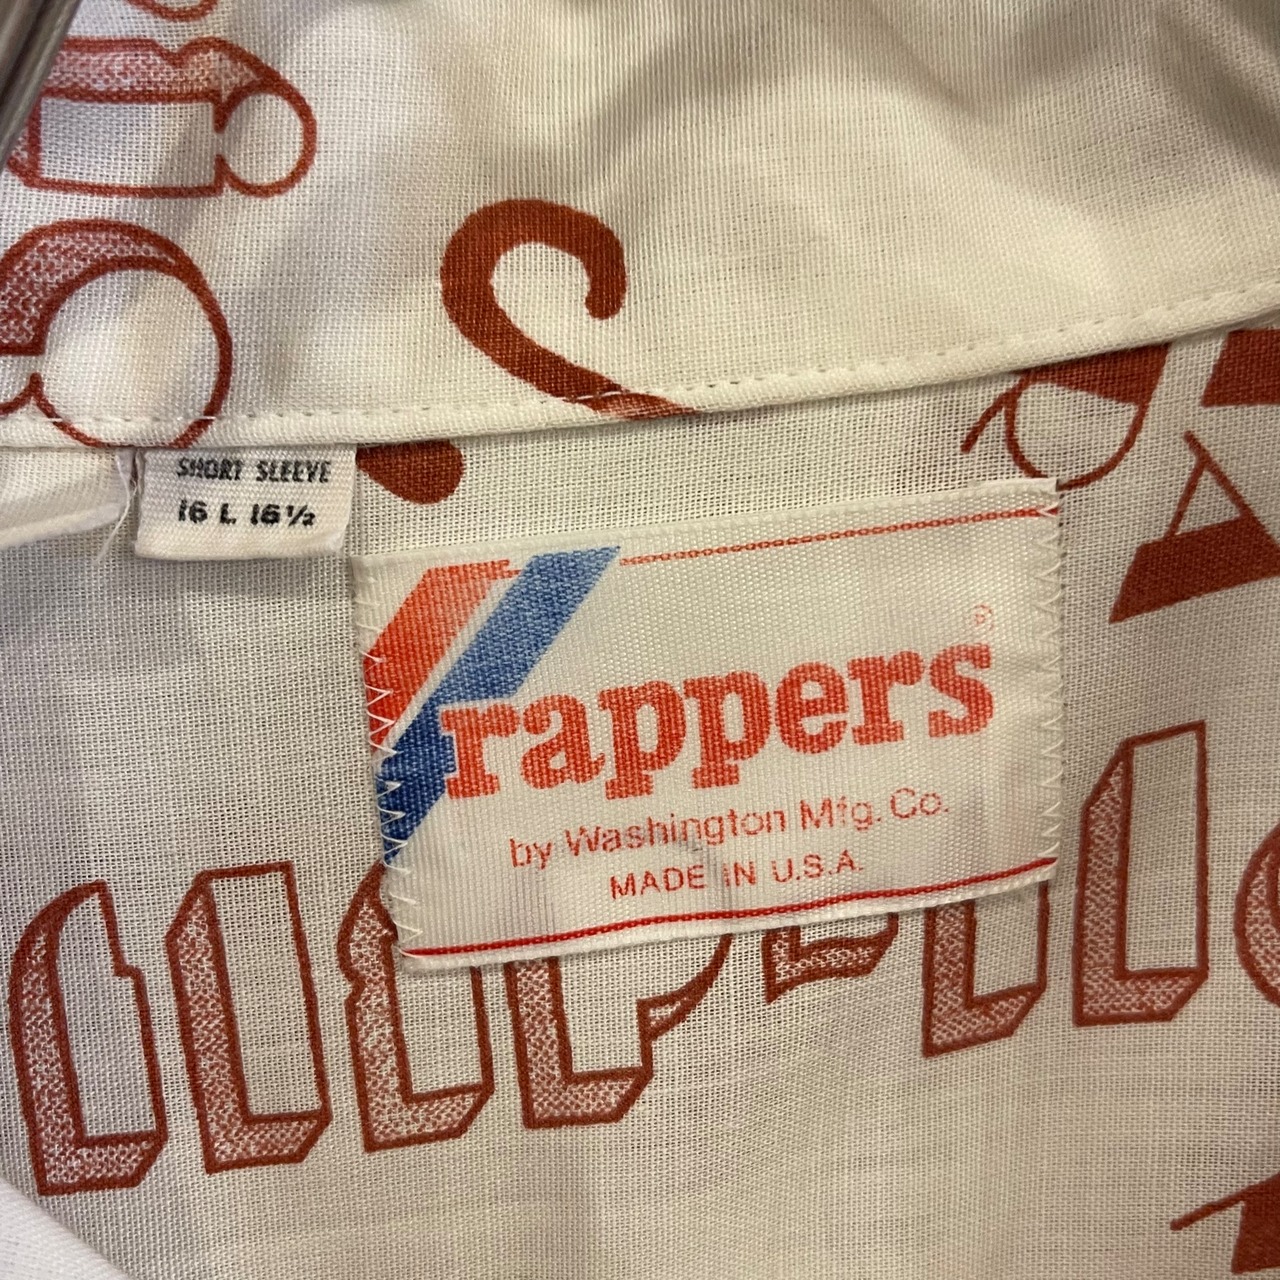 SHORT SLEEVE
16 L 16½
rappers®
by Washington Mfg. Co.
MADE IN U.S.A.